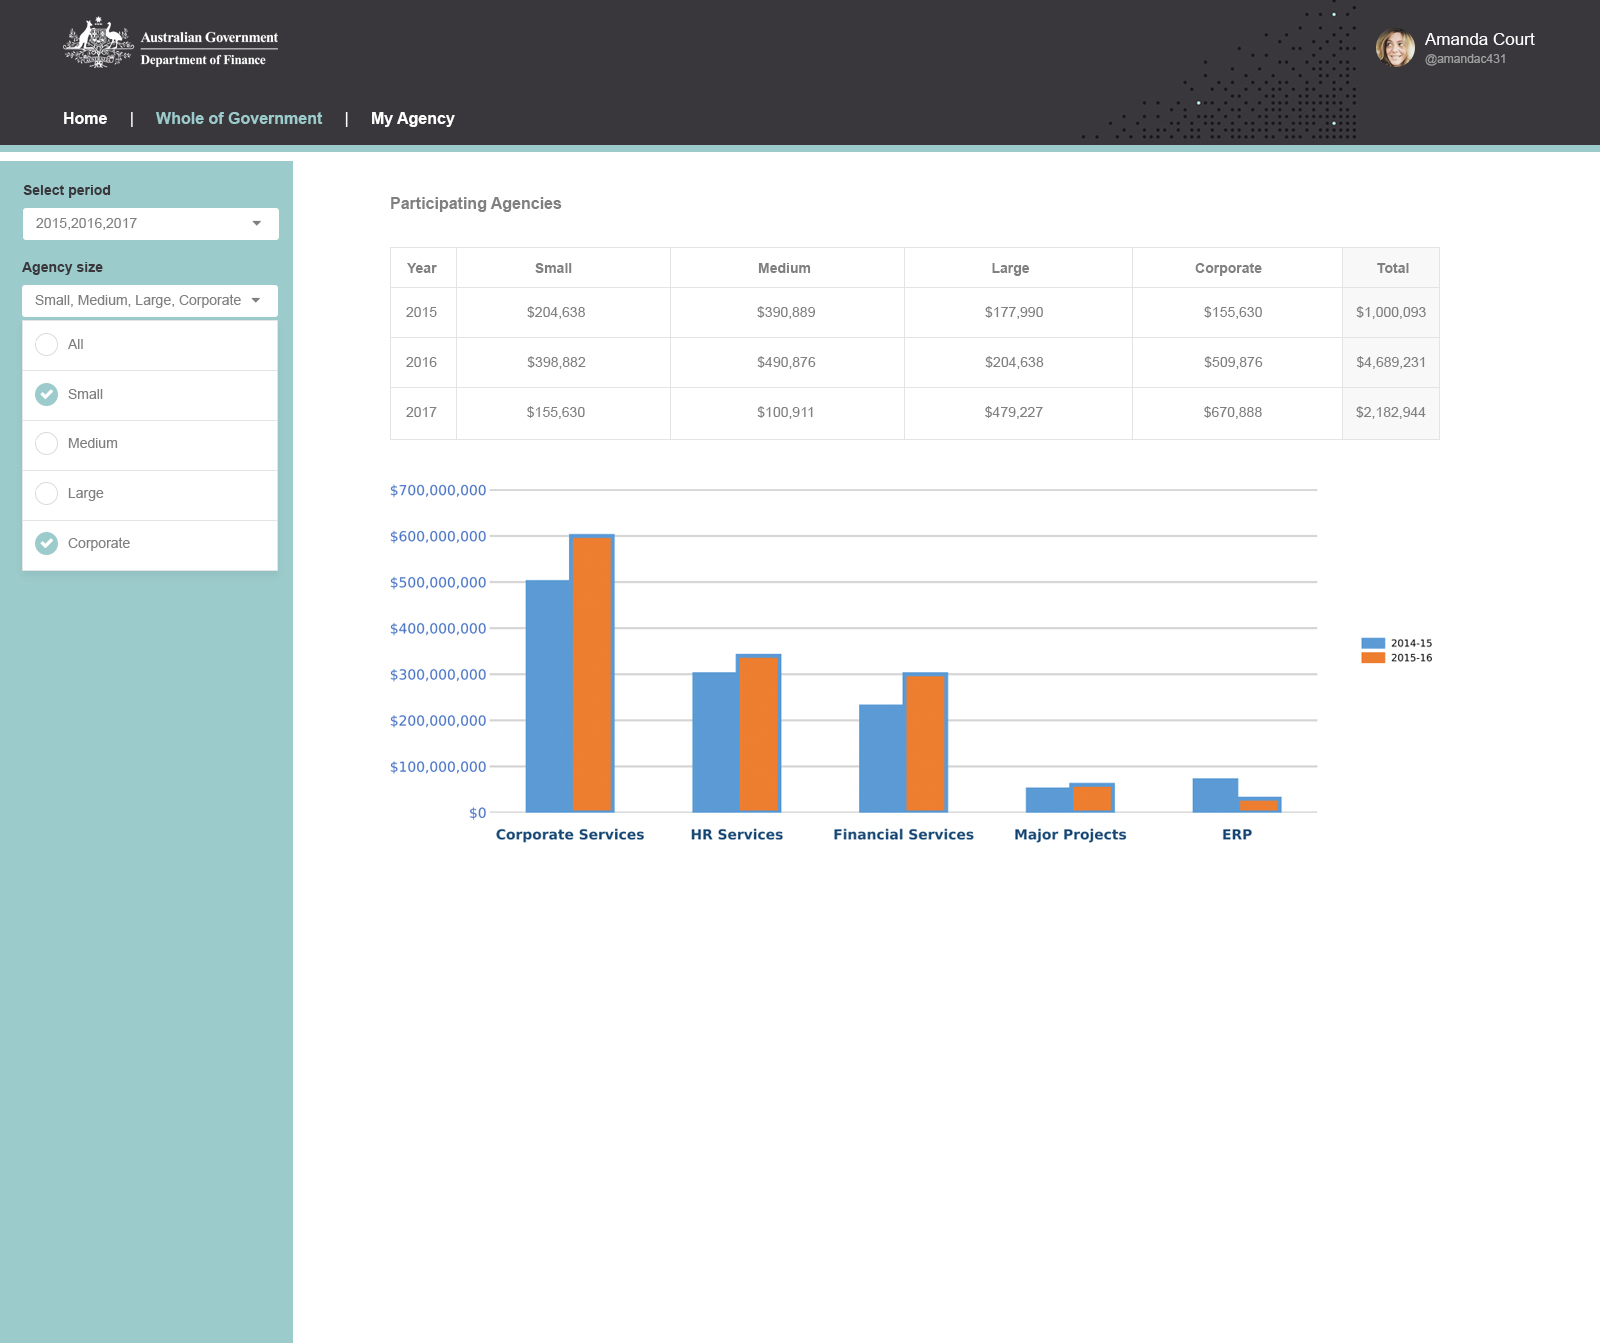 Australian Government
Department of Finance
Amanda Court
@amandac431
Home | Whole of Government | My Agency
Select period
2015,2016,2017
Agency size
Small, Medium, Large, Corporate
All
Small
Medium
Large
Corporate
Participating Agencies
Year Small Medium Large Corporate Total
2015 $204,638 $390,889 $177,990 $155,630 $1,000,093
2016 $398,882 $490,876 $204,638 $509,876 $4,689,231
2017 $155,630 $100,911 $479,227 $670,888 $2,182,944
$700,000,000
$600,000,000
$500,000,000
$400,000,000
$300,000,000
$200,000,000
$100,000,000
$0
Corporate Services HR Services Financial Services Major Projects ERP
2014-15
2015-16